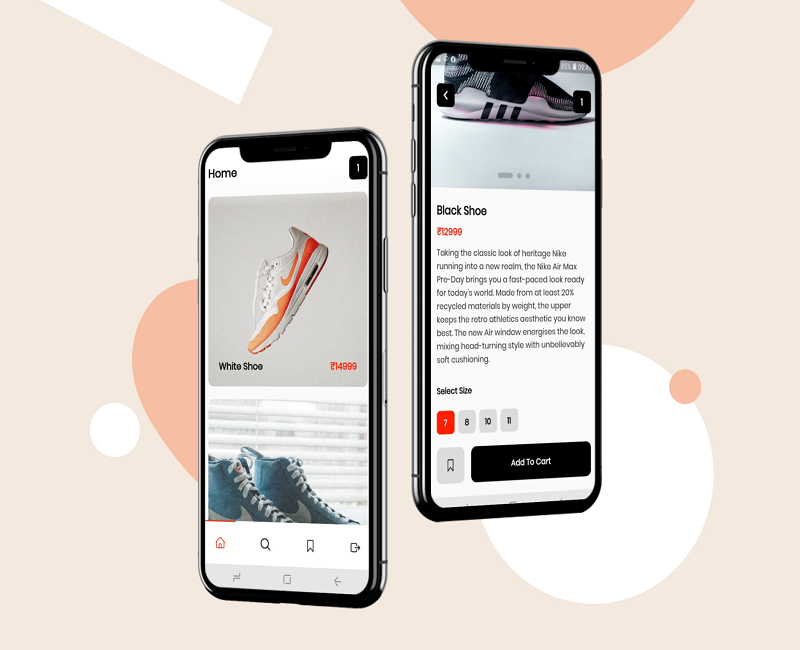 Home
1
White Shoe
₹14999
85% 09:4
1
Black Shoe
₹12999
Taking the classic look of heritage Nike
running into a new realm, the Nike Air Max
Pre-Day brings you a fast-paced look ready
for today's world. Made from at least 20%
recycled materials by weight, the upper
keeps the retro athletics aesthetic you know
best. The new Air window energises the look,
mixing head-turning style with unbelievably
soft cushioning.
Select Size
7 8 10 11
Add To Cart